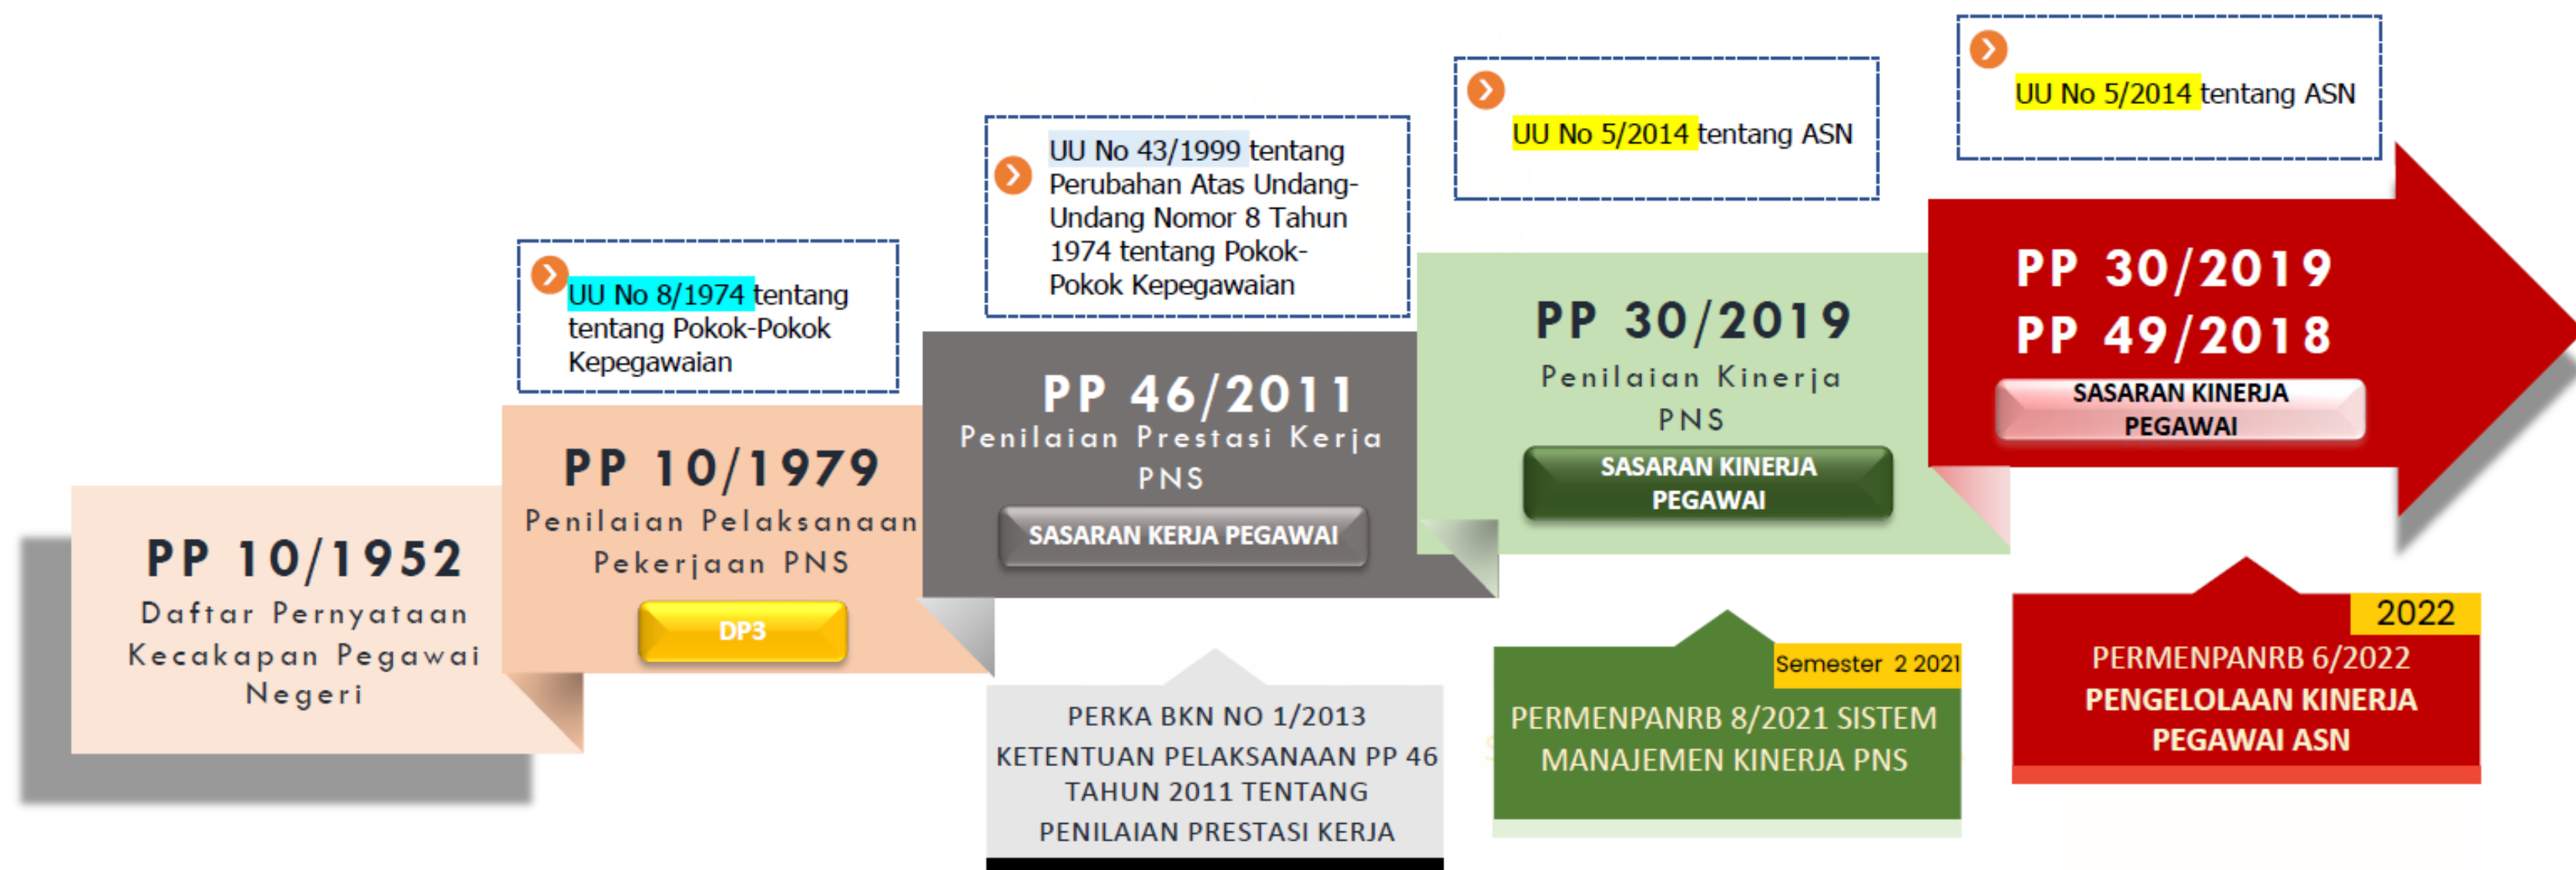 PP 10/1952
Daftar Pernyataan
Kecakapan Pegawai
Negeri
UU No 8/1974 tentang
tentang Pokok-Pokok
Kepegawaian
PP 10/1979
Penilaian Pelaksanaan
Pekerjaan PNS
DP3
UU No 43/1999 tentang
Perubahan Atas Undang-
Undang Nomor 8 Tahun
1974 tentang Pokok-
Pokok Kepegawaian
PP 46/2011
Penilaian Prestasi Kerja
PNS
SASARAN KERJA PEGAWAI
PERKA BKN NO 1/2013
KETENTUAN PELAKSANAAN PP 46
TAHUN 2011 TENTANG
PENILAIAN PRESTASI KERJA
UU No 5/2014 tentang ASN
PP 30/2019
Penilaian Kinerja
PNS
SASARAN KINERJA
PEGAWAI
Semester 2 2021
PERMENPANRB 8/2021 SISTEM
MANAJEMEN KINERJA PNS
UU No 5/2014 tentang ASN
PP 30/2019
PP 49/2018
SASARAN KINERJA
PEGAWAI
2022
PERMENPANRB 6/2022
PENGELOLAAN KINERJA
PEGAWAI ASN